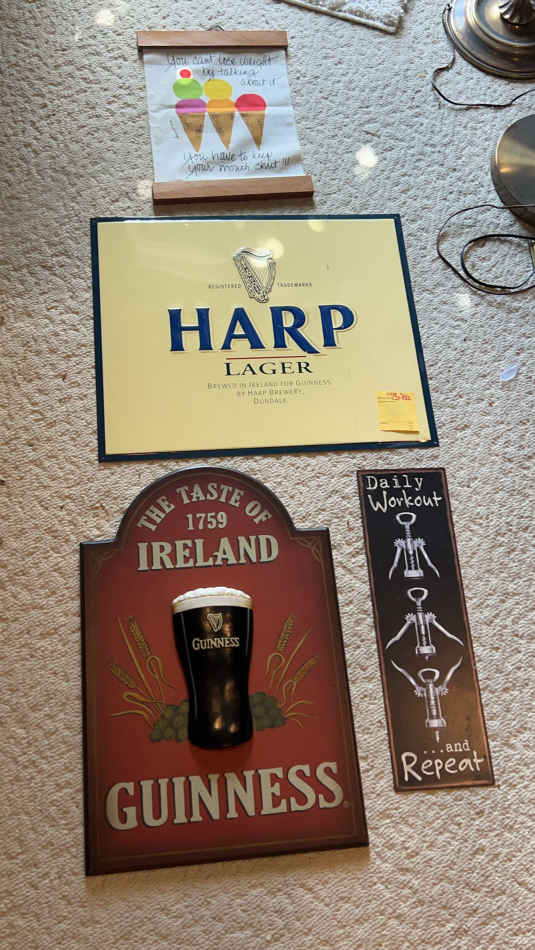 You can't lose weight
by talking
about it
You have to keep
your mouth shut!!!
REGISTERED TRADEMARKS
HARP
LAGER
BREWED IN IRELAND FOR GUINNESS
BY HARP BREWERY,
DUNDALK.
THE TASTE OF
1759
IRELAND
GUINNESS
GUINNESS
Daily
Workout
...and
Repeat